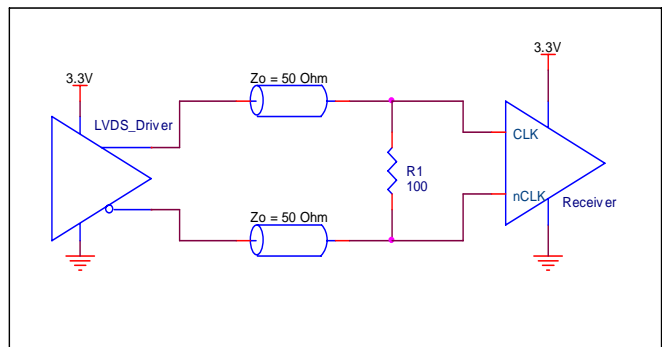 3.3V
Zo = 50 Ohm
3.3V
LVDS_Driver
CLK
R1
100
nCLK
Receiver
Zo = 50 Ohm